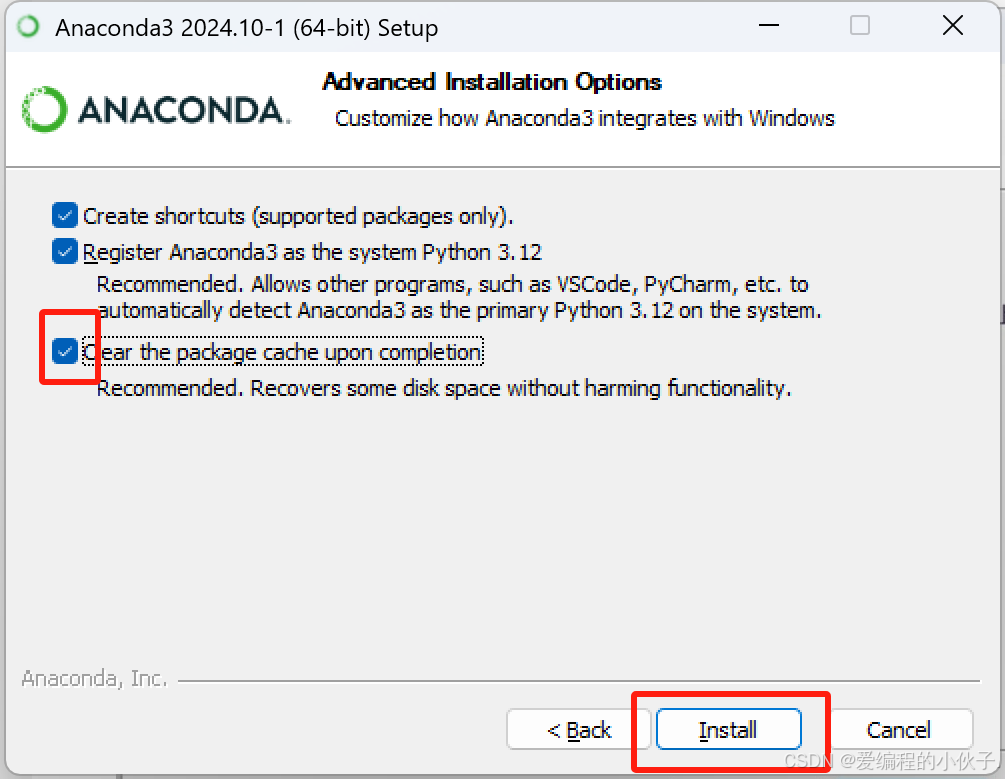 Anaconda3 2024.10-1 (64-bit) Setup
ANACONDA.
Advanced Installation Options
Customize how Anaconda3 integrates with Windows
Create shortcuts (supported packages only).
Register Anaconda3 as the system Python 3.12
Recommended. Allows other programs, such as VSCode, PyCharm, etc. to
automatically detect Anaconda3 as the primary Python 3.12 on the system.
Clear the package cache upon completion
Recommended. Recovers some disk space without harming functionality.
Anaconda, Inc.
< Back
Install
Cancel
CSDN @爱编程的小伙子